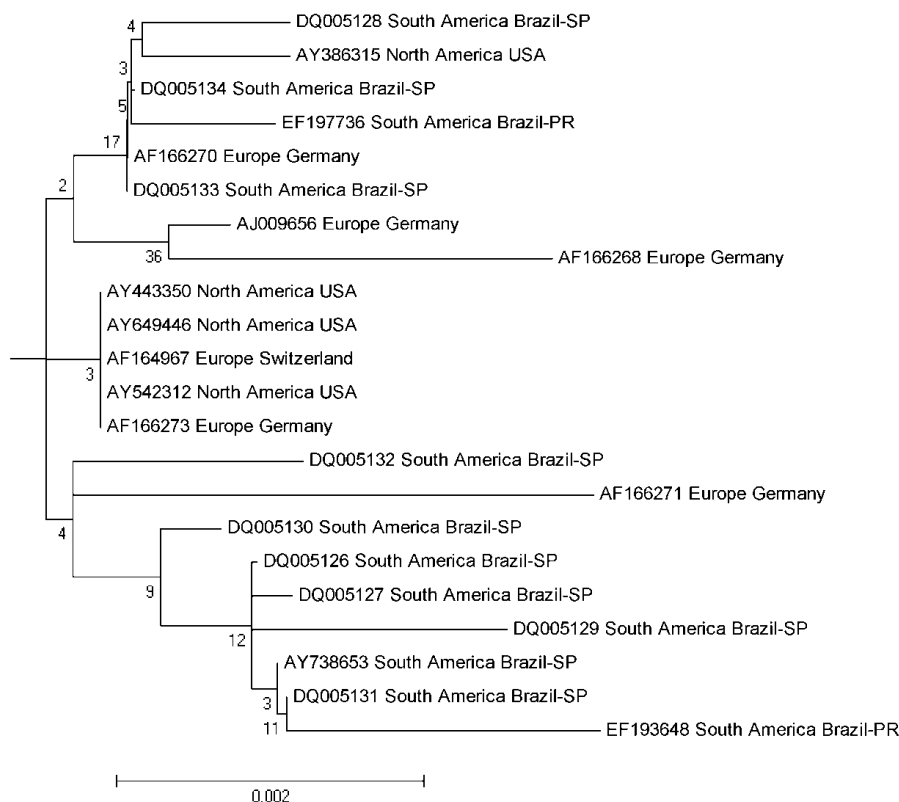 4
DQ005128 South America Brazil-SP
AY386315 North America USA
3
DQ005134 South America Brazil-SP
5
EF197736 South America Brazil-PR
17
AF166270 Europe Germany
2
DQ005133 South America Brazil-SP
AJ009656 Europe Germany
36
AF166268 Europe Germany
AY443350 North America USA
AY649446 North America USA
AF164967 Europe Switzerland
3
AY542312 North America USA
AF166273 Europe Germany
DQ005132 South America Brazil-SP
AF166271 Europe Germany
4
DQ005130 South America Brazil-SP
DQ005126 South America Brazil-SP
9
DQ005127 South America Brazil-SP
DQ005129 South America Brazil-SP
12
AY738653 South America Brazil-SP
DQ005131 South America Brazil-SP
3
11
EF193648 South America Brazil-PR
0.002